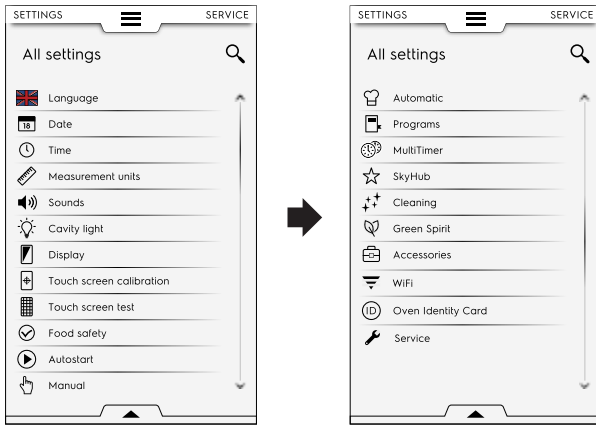 SETTINGS SERVICE
All settings
Language
18 Date
Time
Measurement units
Sounds
Cavity light
Display
Touch screen calibration
Touch screen test
Food safety
Autostart
Manual
SETTINGS SERVICE
All settings
Automatic
Programs
MultiTimer
SkyHub
Cleaning
Green Spirit
Accessories
WiFi
ID Oven Identity Card
Service